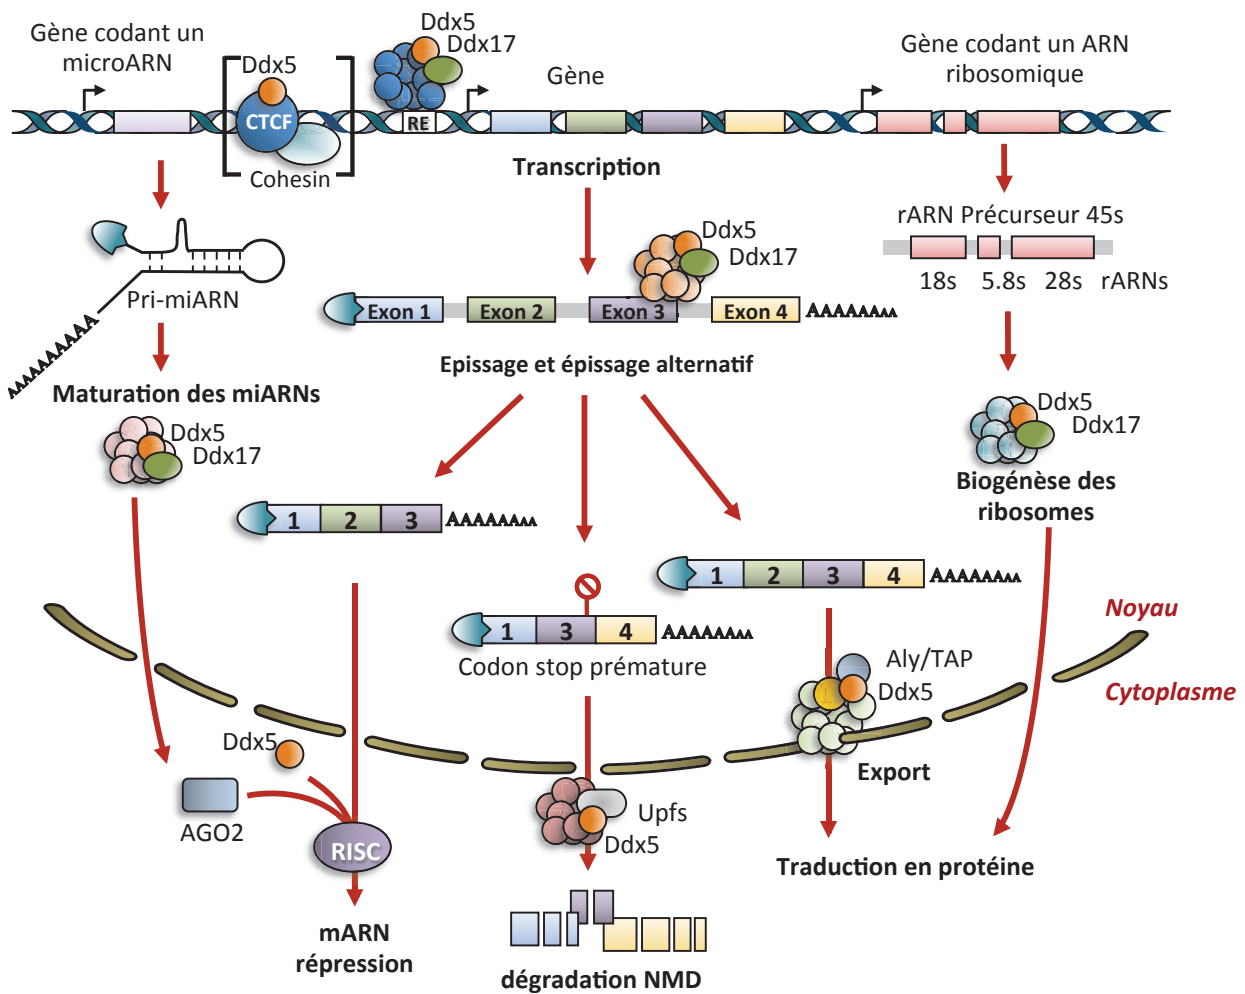 Gène codant un
microARN
Ddx5
CTCF
Cohesin
Ddx5
Ddx17
RE
Gène
Gène codant un ARN
ribosomique
Transcription
Pri-miARN
AAAAAAAA
Maturation des miARNs
Ddx5
Ddx17
Ddx5
Ddx17
Exon 1
Exon 2
Exon 3
Exon 4
AAAAAAAA
Epissage et épissage alternatif
rARN Précurseur 45s
18s
5.8s
28s
rARNs
Ddx5
Ddx17
Biogénèse des
ribosomes
1
2
3
AAAAAAAA
1
3
4
AAAAAAAA
Codon stop prémature
1
2
3
4
AAAAAAAA
Noyau
Cytoplasme
Aly/TAP
Ddx5
Export
Traduction en protéine
Ddx5
AGO2
RISC
mARN
répression
Upfs
Ddx5
dégradation NMD